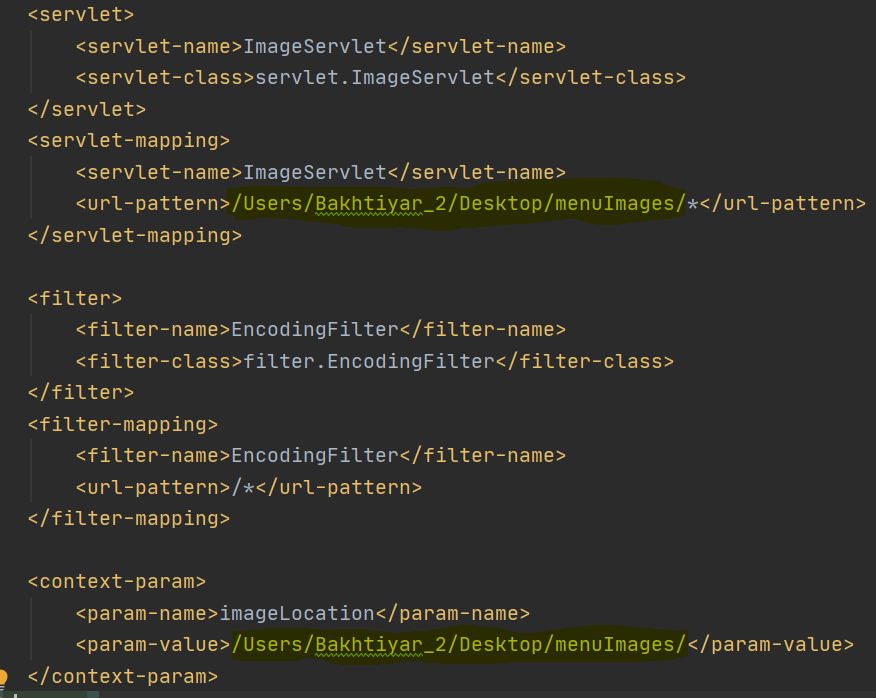 <servlet>
<servlet-name>ImageServlet</servlet-name>
<servlet-class>servlet.ImageServlet</servlet-class>
</servlet>
<servlet-mapping>
<servlet-name>ImageServlet</servlet-name>
<url-pattern>/Users/Bakhtiyar_2/Desktop/menuImages/*</url-pattern>
</servlet-mapping>
<filter>
<filter-name>EncodingFilter</filter-name>
<filter-class>filter.EncodingFilter</filter-class>
</filter>
<filter-mapping>
<filter-name>EncodingFilter</filter-name>
<url-pattern>/*</url-pattern>
</filter-mapping>
<context-param>
<param-name>imageLocation</param-name>
<param-value>/Users/Bakhtiyar_2/Desktop/menuImages/</param-value>
</context-param>